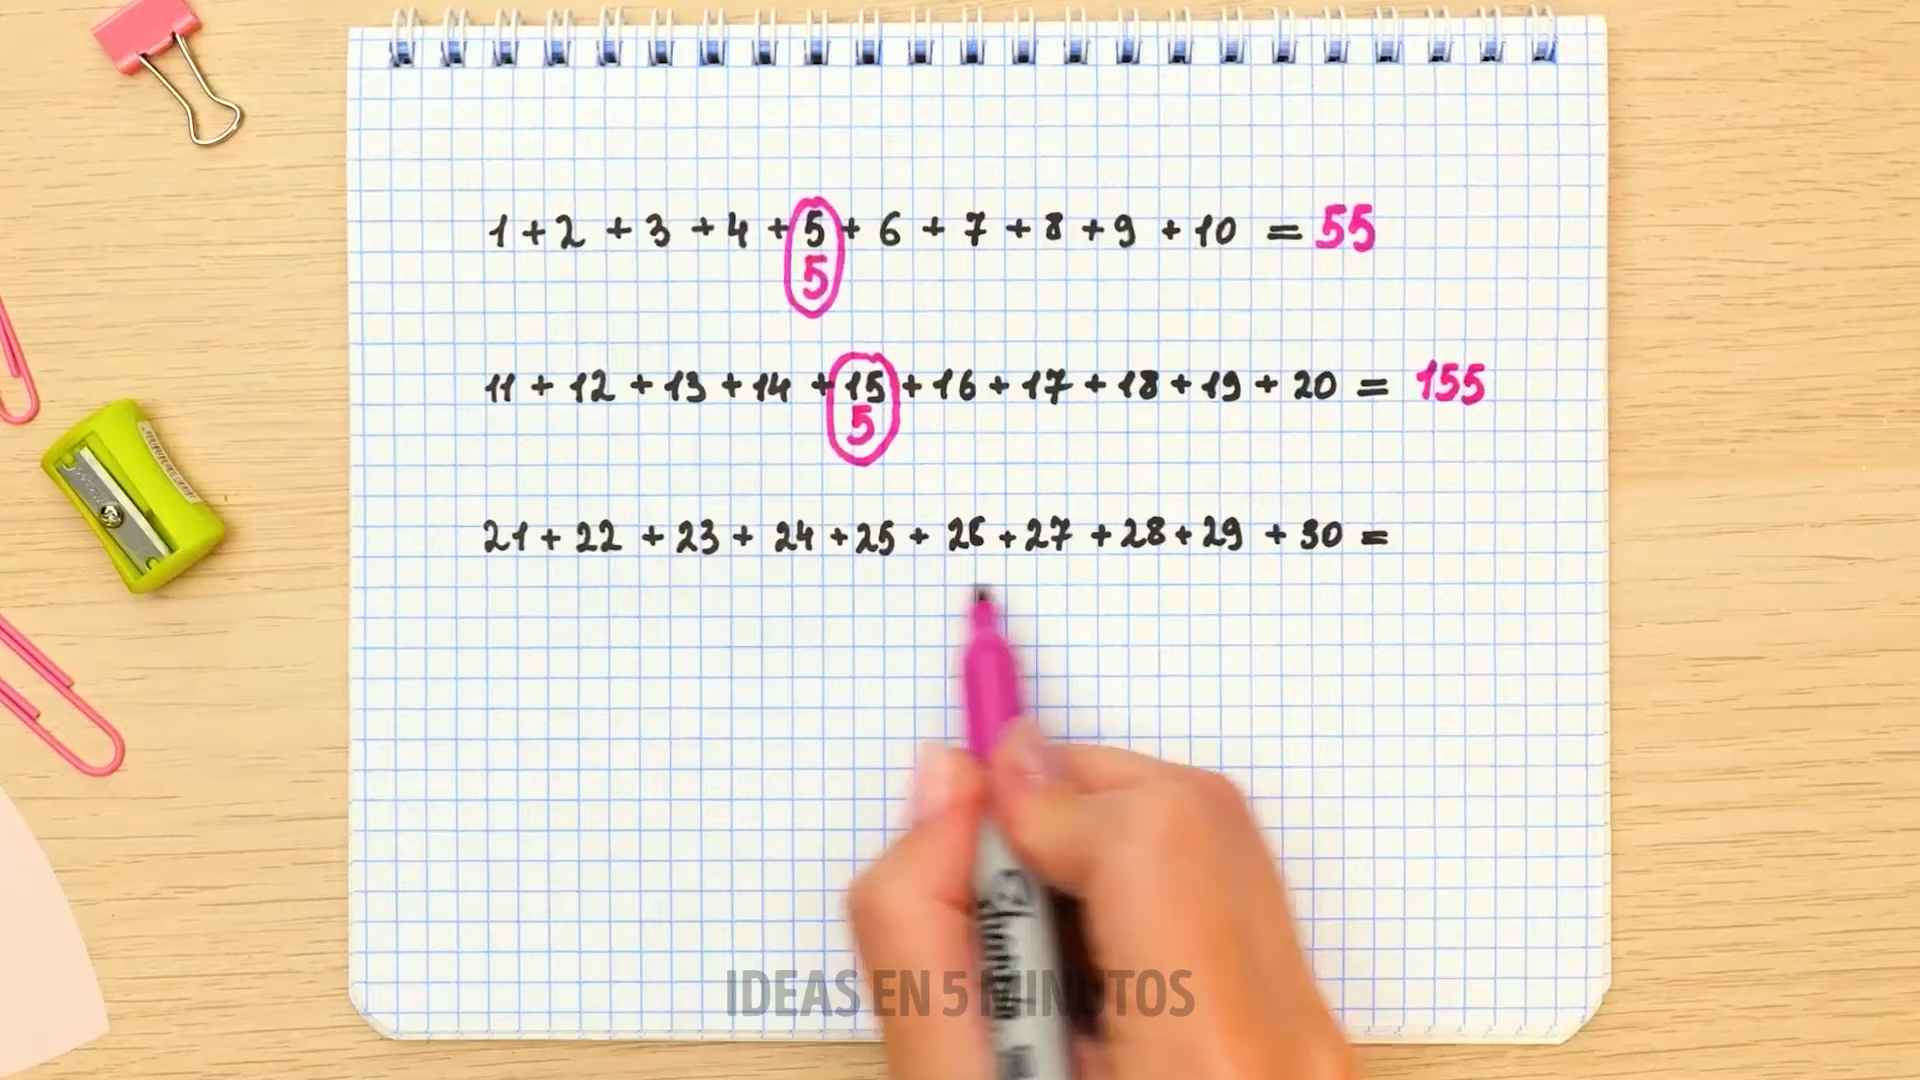 1 + 2 + 3 + 4 + 5 + 6 + 7 + 8 + 9 + 10 = 55
5
11 + 12 + 13 + 14 + 15 + 16 + 17 + 18 + 19 + 20 = 155
5
21 + 22 + 23 + 24 + 25 + 26 + 27 + 28 + 29 + 30 =
IDEAS EN 5 MINUTOS